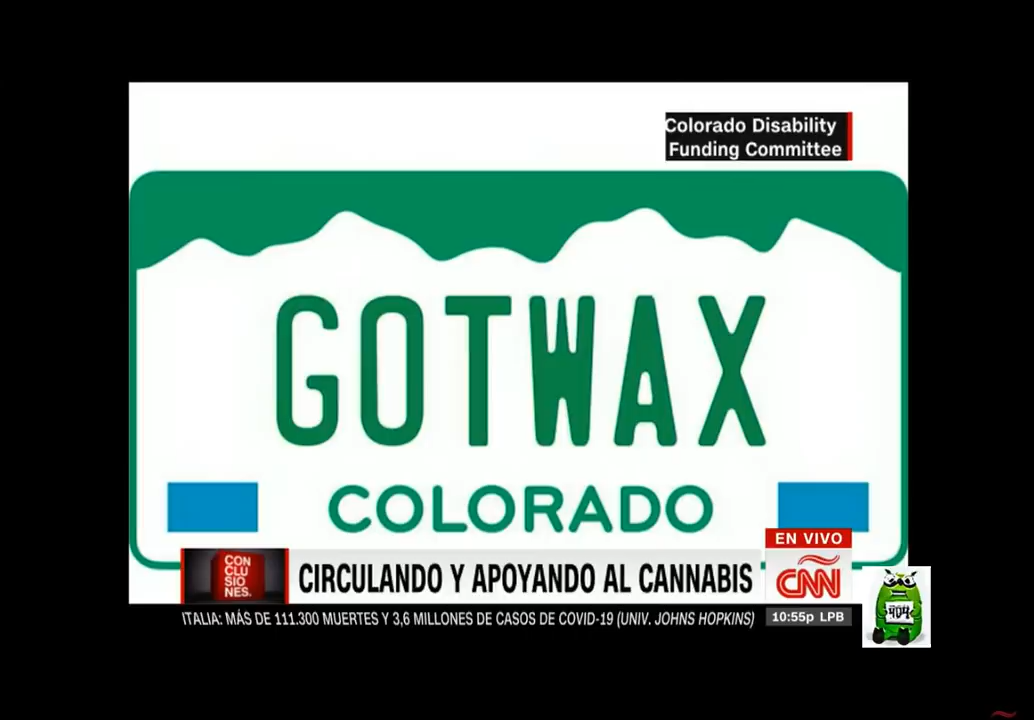 Colorado Disability
Funding Committee
GOTWAX
COLORADO
EN VIVO
CON
CLU
SIO
NES.
CIRCULANDO Y APOYANDO AL CANNABIS
CNN
ITALIA: MÁS DE 111.300 MUERTES Y 3,6 MILLONES DE CASOS DE COVID-19 (UNIV. JOHNS HOPKINS)
10:55p LPB
404